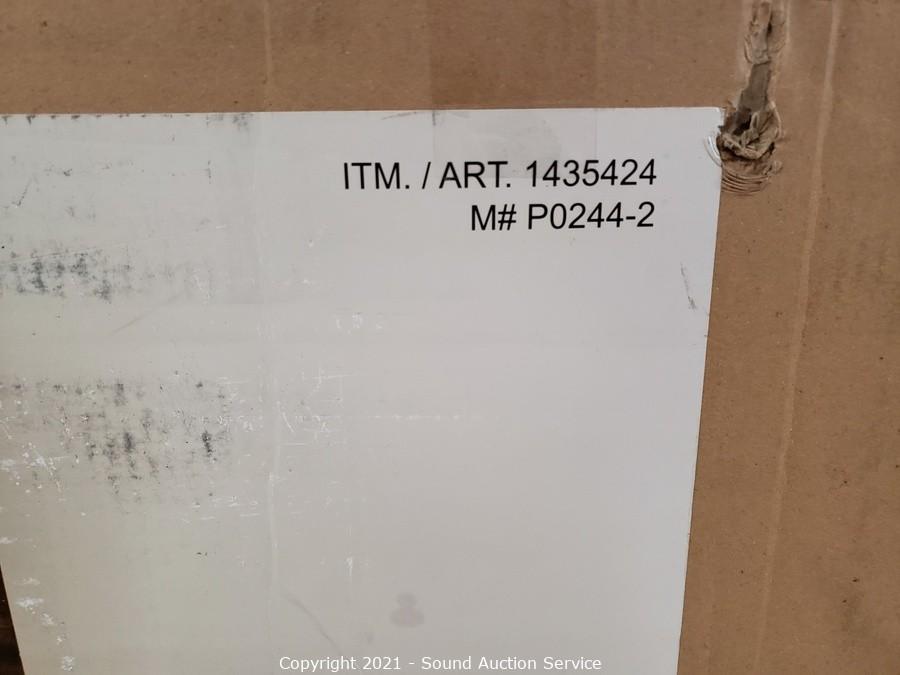 ITM. / ART. 1435424
M# P0244-2
Copyright 2021 - Sound Auction Service